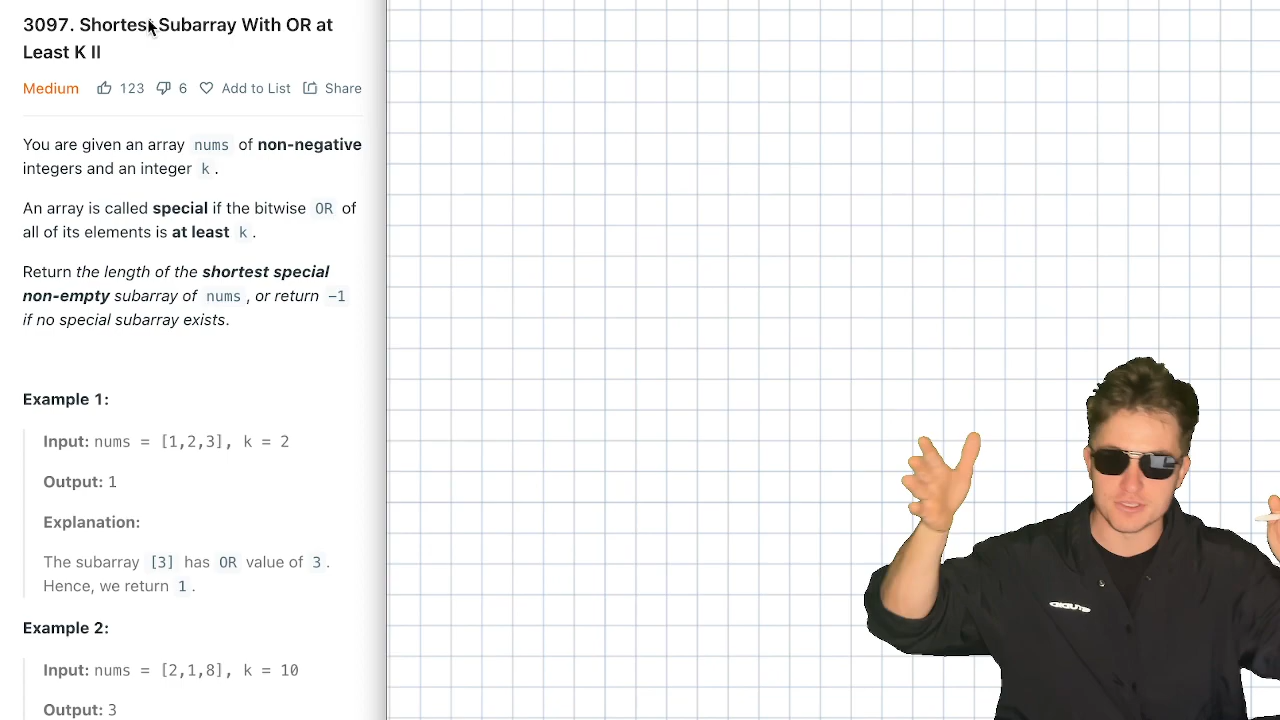 3097. Shortest Subarray With OR at
Least K II
Medium 123 6 Add to List Share
You are given an array nums of non-negative
integers and an integer k.
An array is called special if the bitwise OR of
all of its elements is at least k.
Return the length of the shortest special
non-empty subarray of nums, or return -1
if no special subarray exists.
Example 1:
Input: nums = [1,2,3], k = 2
Output: 1
Explanation:
The subarray [3] has OR value of 3.
Hence, we return 1.
Example 2:
Input: nums = [2,1,8], k = 10
Output: 3